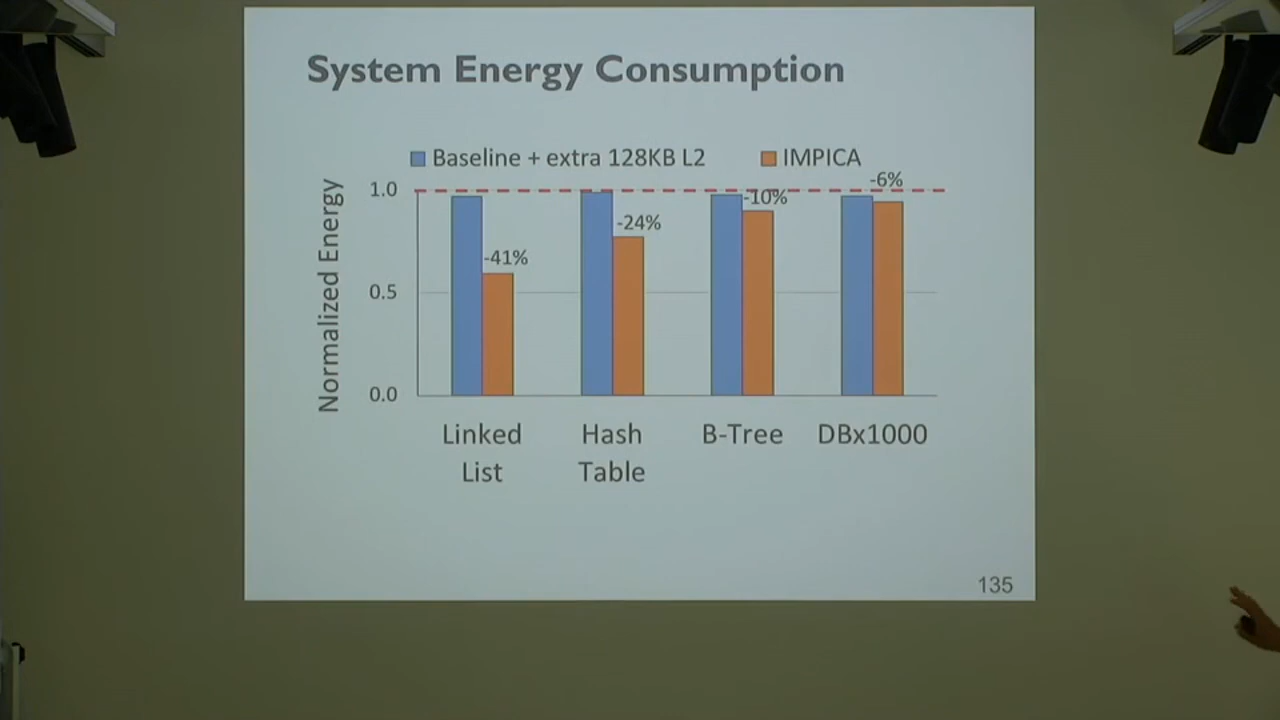 System Energy Consumption
Baseline + extra 128KB L2 IMPICA
Normalized Energy
1.0
0.5
0.0
-41%
-24%
-10%
-6%
Linked List
Hash Table
B-Tree
DBx1000
135